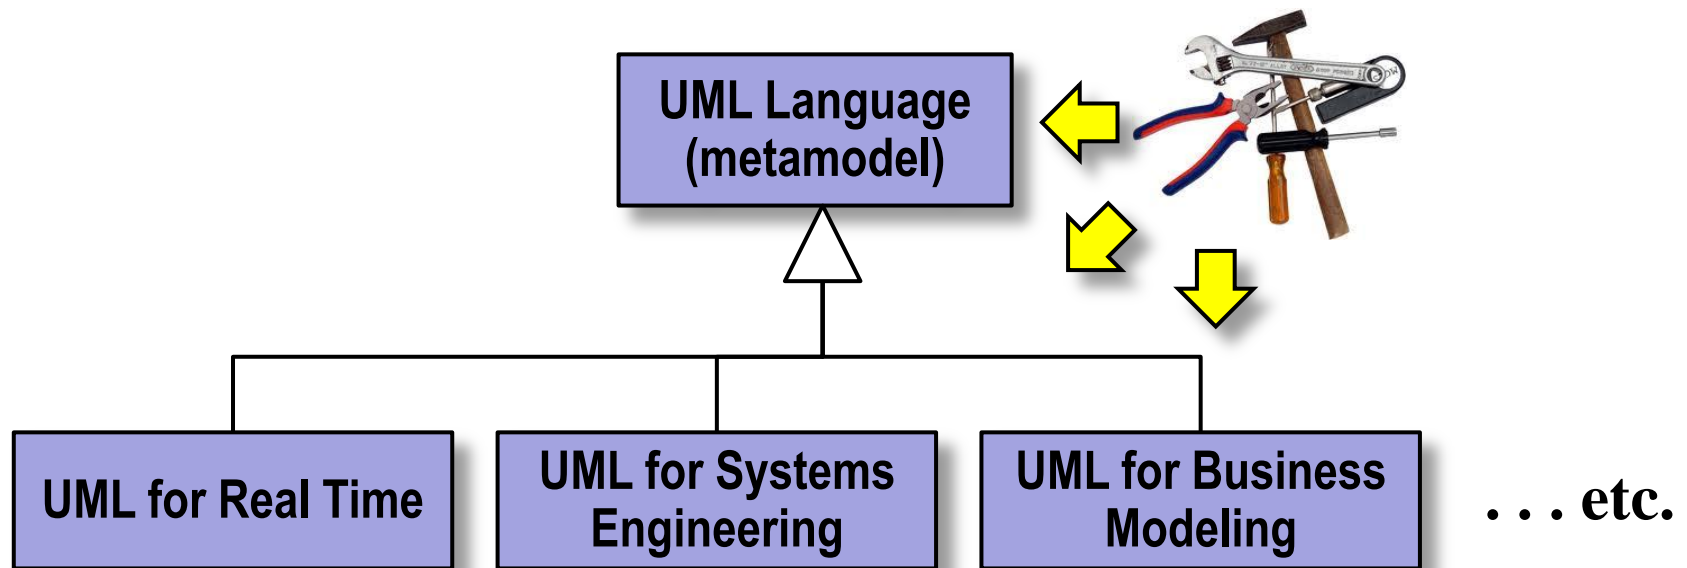 UML Language
(metamodel)
UML for Real Time
UML for Systems
Engineering
UML for Business
Modeling
. . . etc.